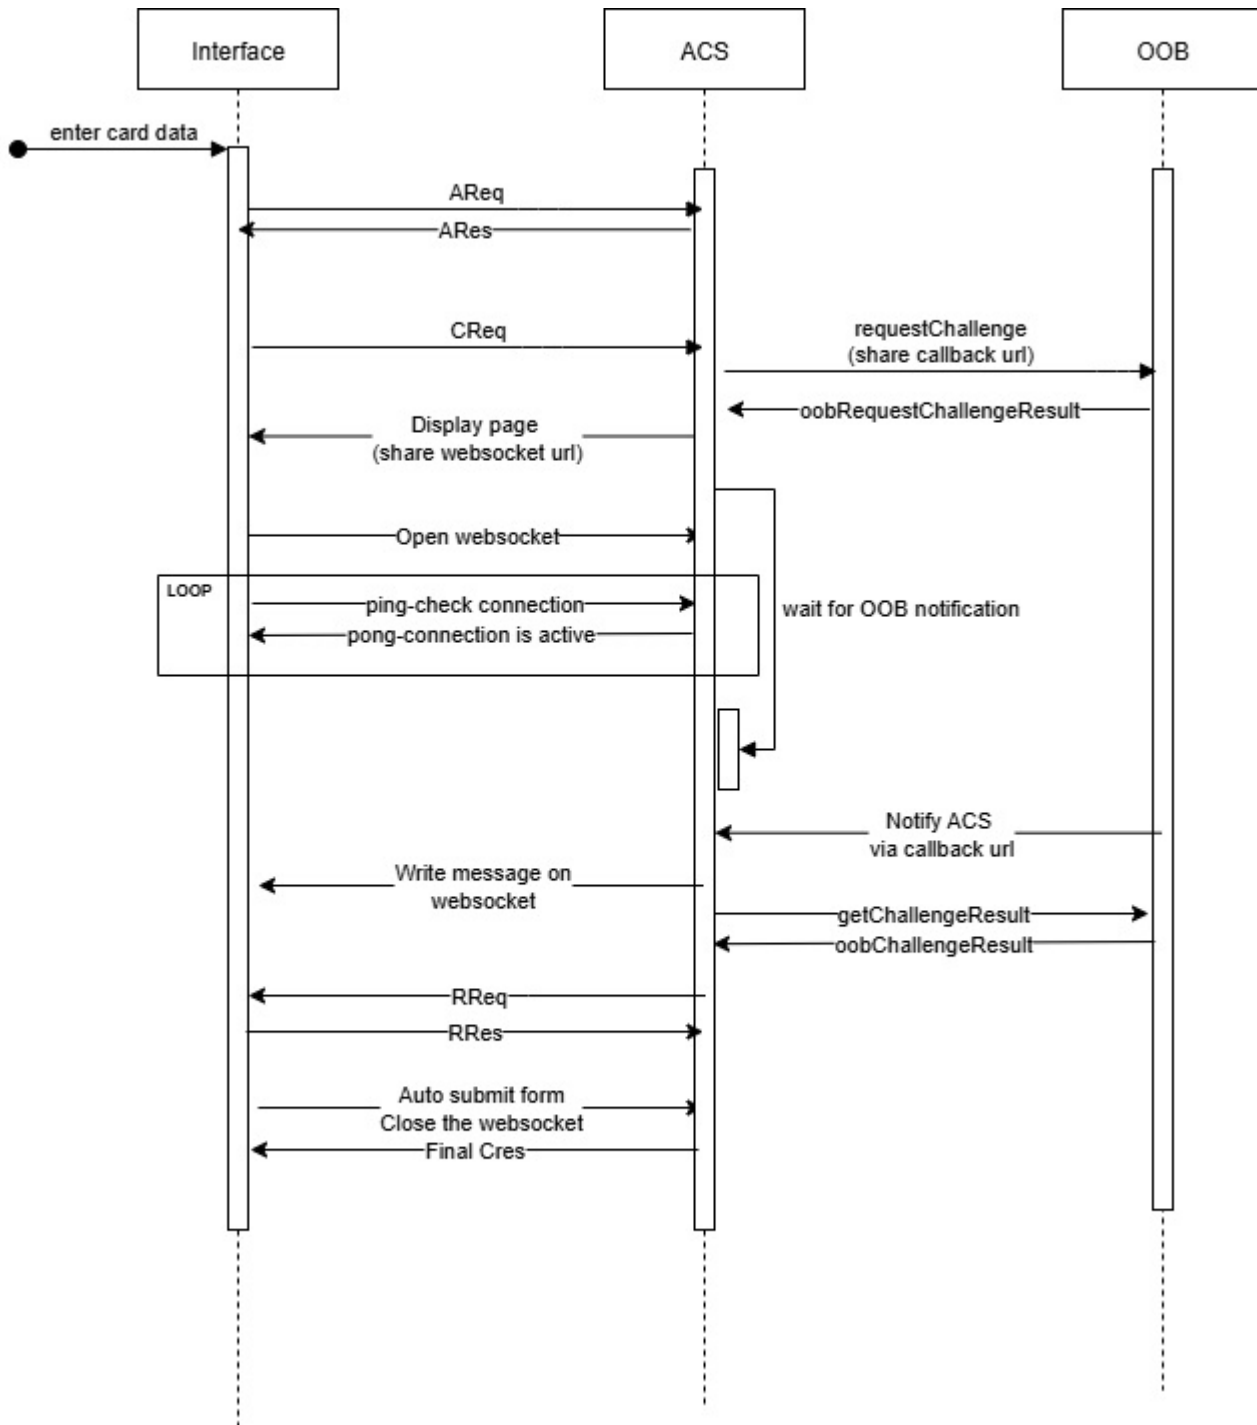 Interface
ACS
OOB
enter card data
AReq
ARes
CReq
requestChallenge
(share callback url)
oobRequestChallengeResult
Display page
(share websocket url)
Open websocket
LOOP
ping-check connection
wait for OOB notification
pong-connection is active
Notify ACS
via callback url
Write message on
websocket
getChallengeResult
oobChallengeResult
RReq
RRes
Auto submit form
Close the websocket
Final Cres